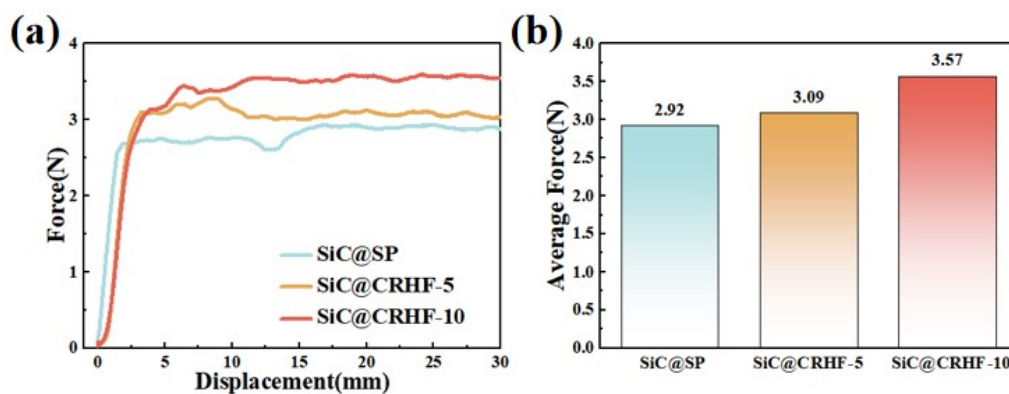 (a)
4
3
2
1
0
Force(N)
0 5 10 15 20 25 30
Displacement(mm)
SiC@SP
SiC@CRHF-5
SiC@CRHF-10
(b)
4.0
3.5
3.0
2.5
2.0
1.5
1.0
0.5
0.0
Average Force(N)
2.92
3.09
3.57
SiC@SP SiC@CRHF-5 SiC@CRHF-10